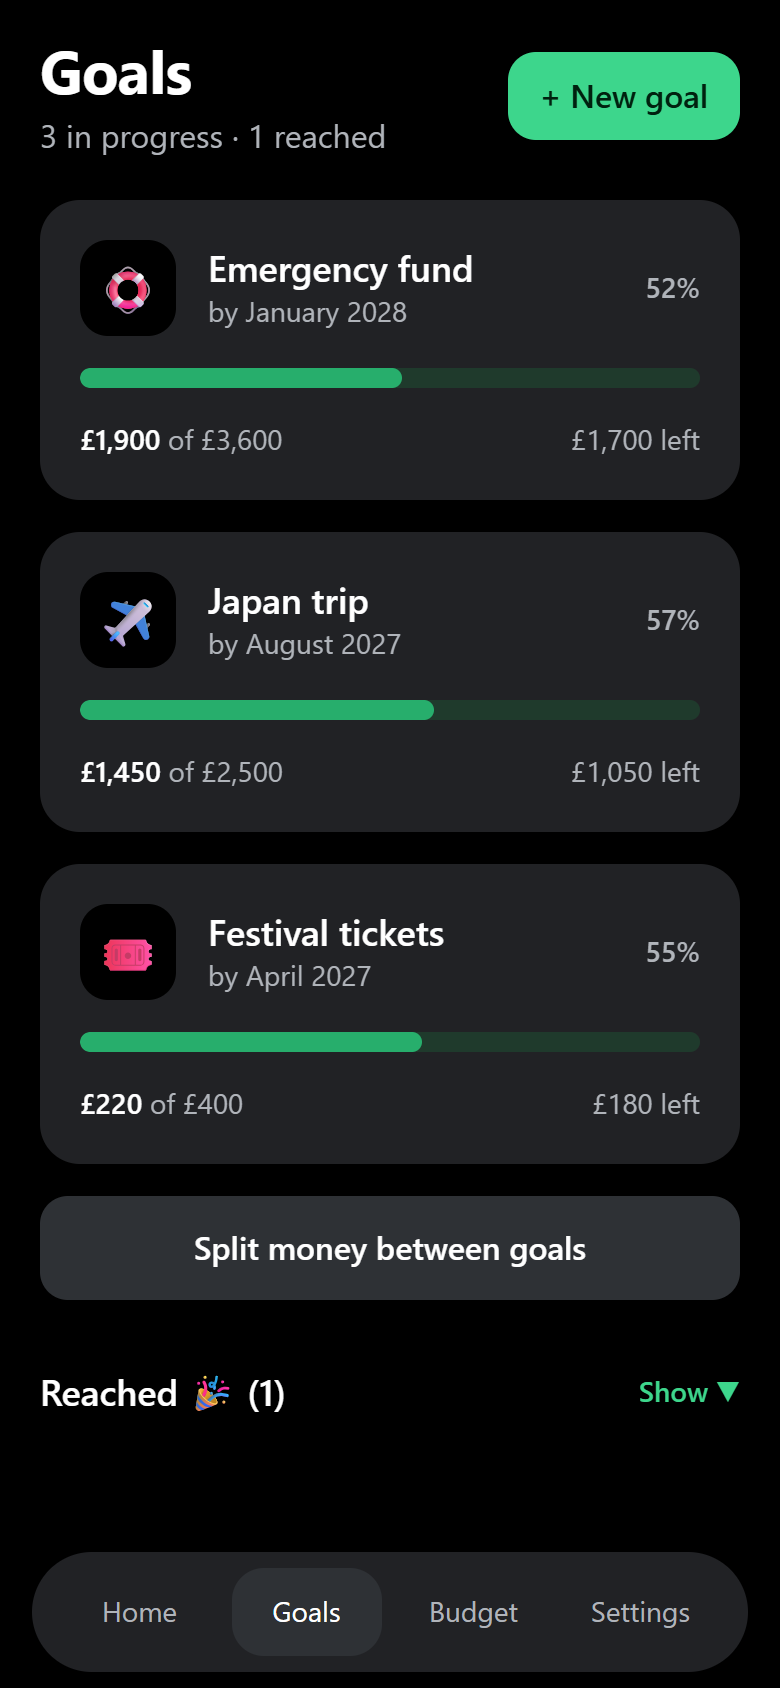 Goals
3 in progress · 1 reached
+ New goal
Emergency fund
by January 2028
52%
£1,900 of £3,600
£1,700 left
Japan trip
by August 2027
57%
£1,450 of £2,500
£1,050 left
Festival tickets
by April 2027
55%
£220 of £400
£180 left
Split money between goals
Reached 🎉 (1)
Show ▼
Home
Goals
Budget
Settings